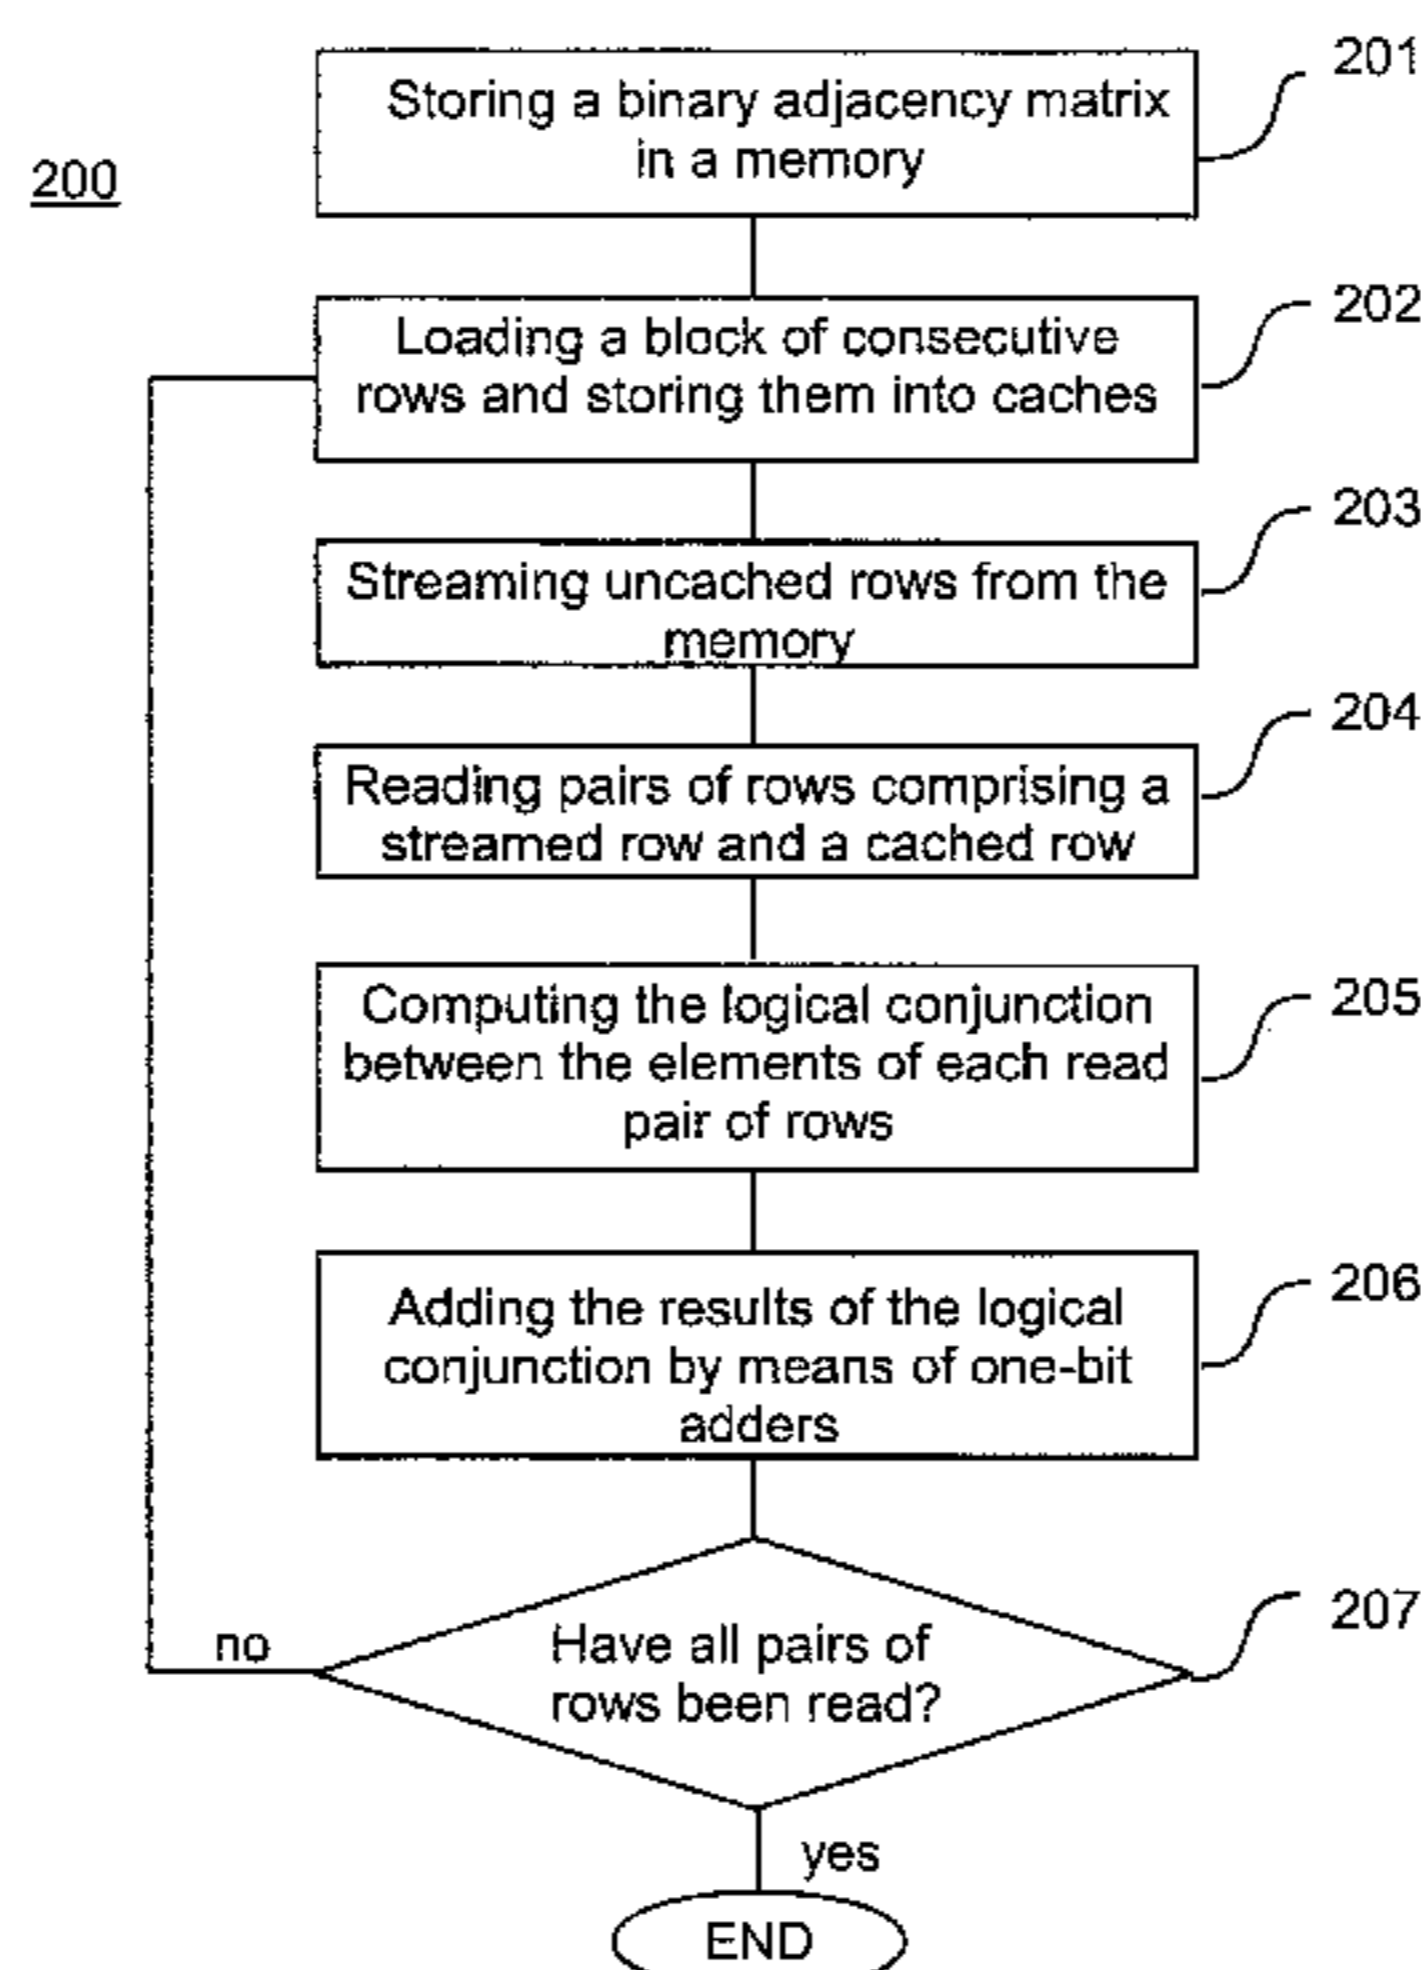 200
201
Storing a binary adjacency matrix
in a memory
202
Loading a block of consecutive
rows and storing them into caches
203
Streaming uncached rows from the
memory
204
Reading pairs of rows comprising a
streamed row and a cached row
205
Computing the logical conjunction
between the elements of each read
pair of rows
206
Adding the results of the logical
conjunction by means of one-bit
adders
207
Have all pairs of
rows been read?
no
yes
END